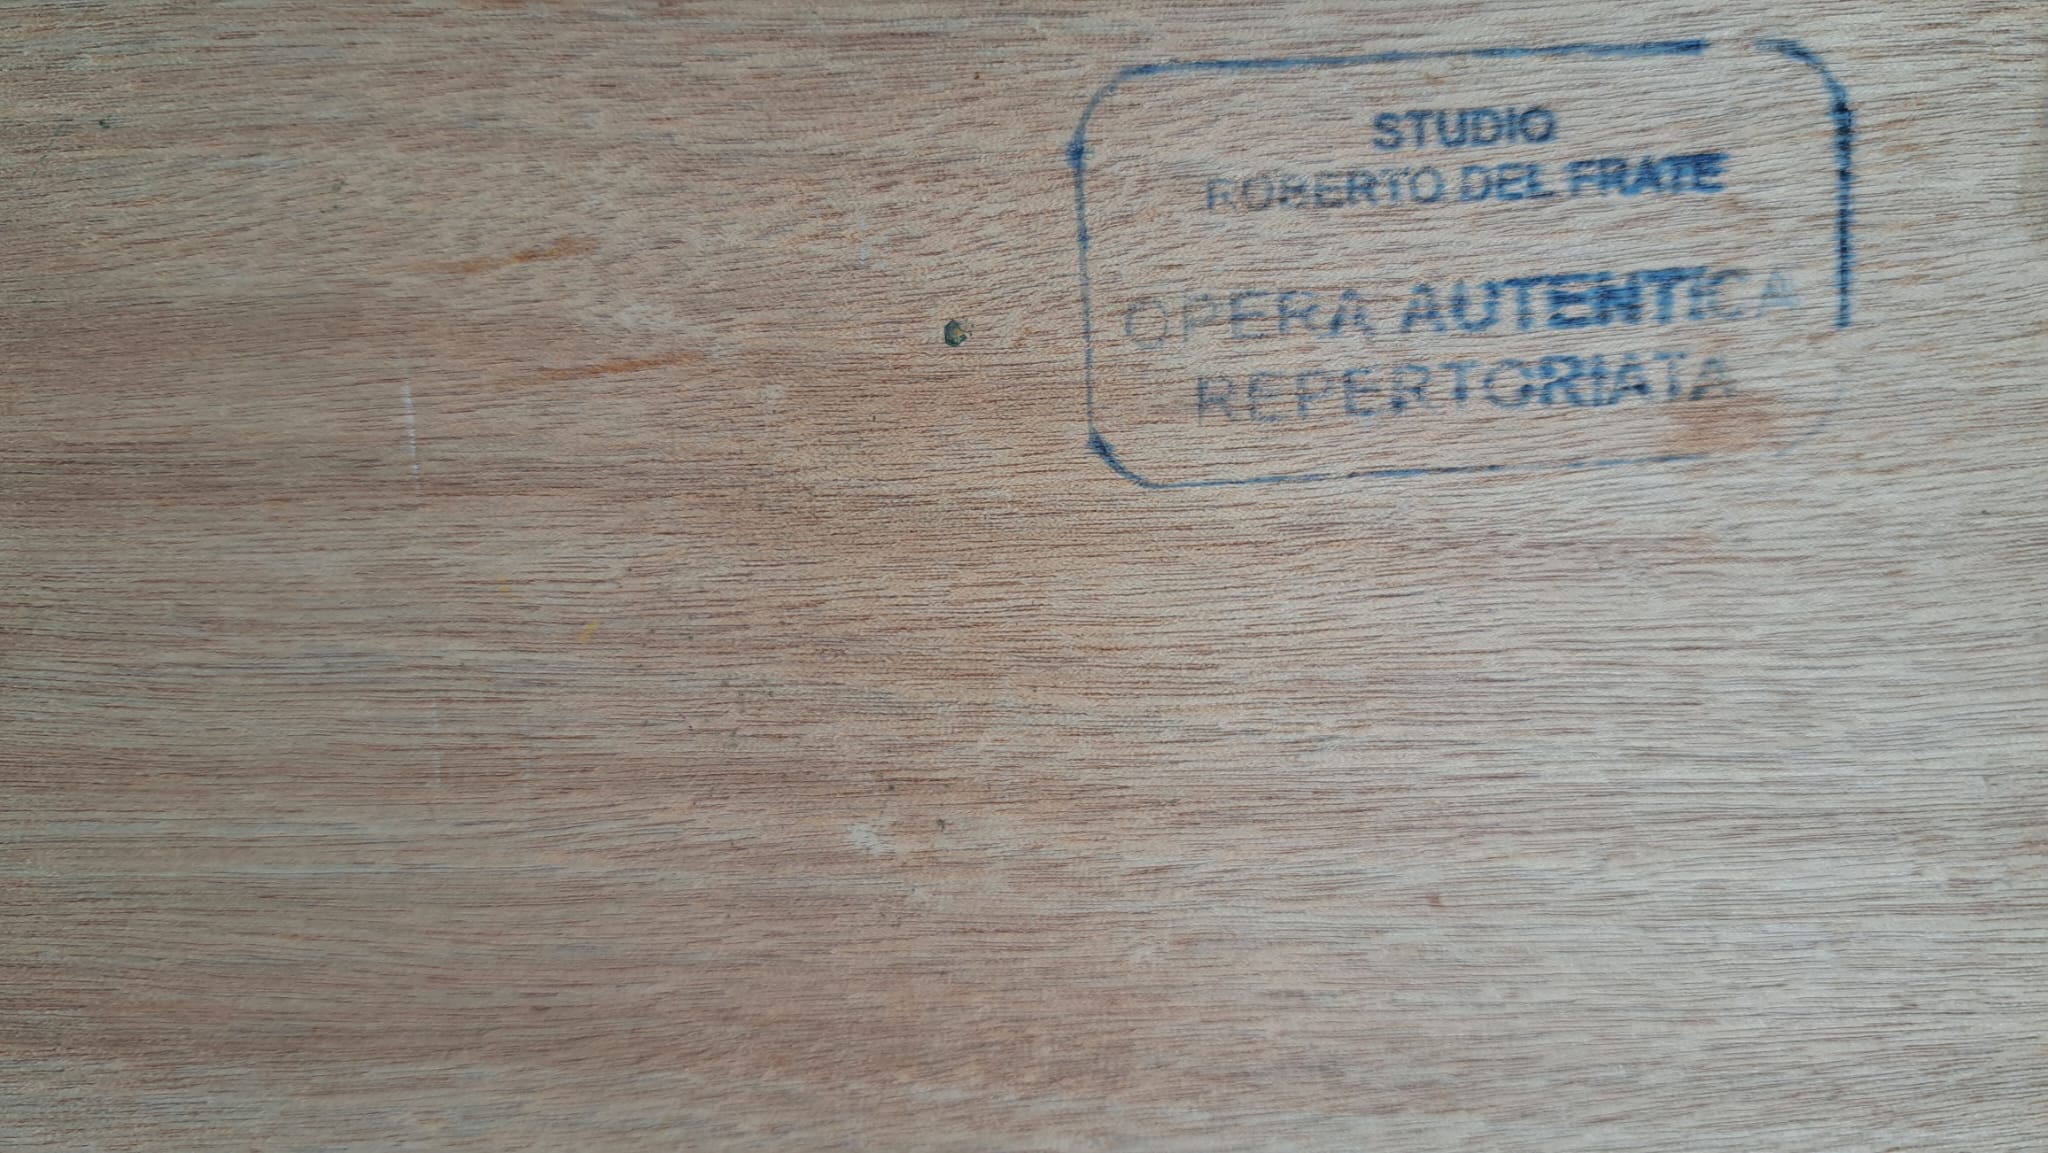 STUDIO
ROBERTO DEL FRATE
OPERA AUTENTICA
REPERTORIATA